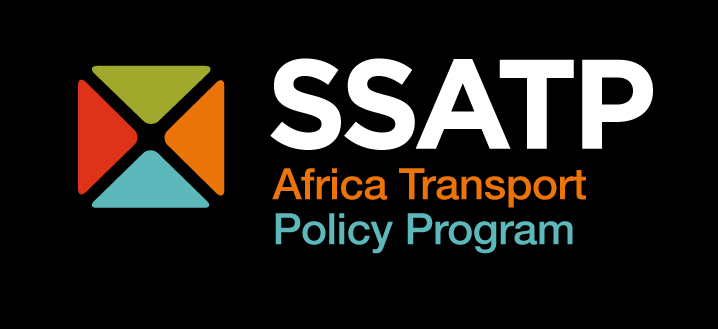 SSATP
Africa Transport
Policy Program